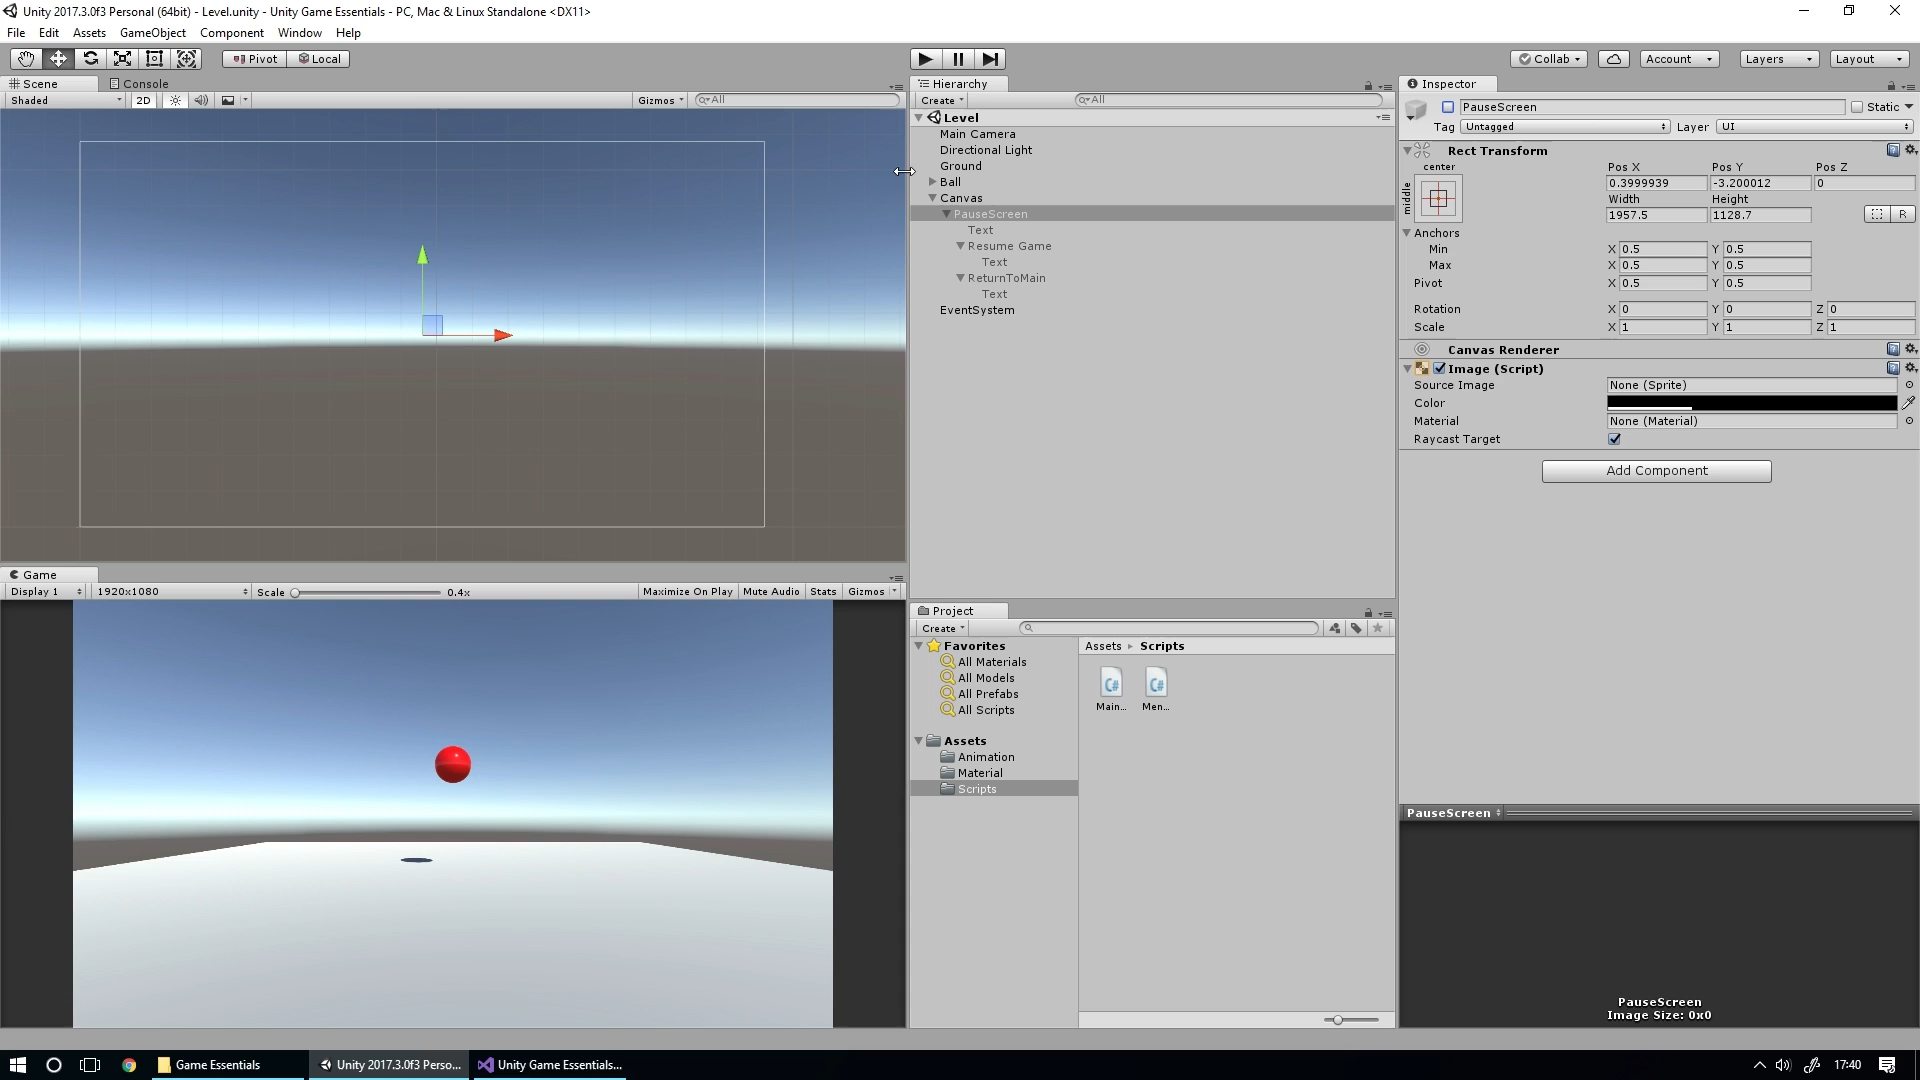 Unity 2017.3.0f3 Personal (64bit) - Level.unity - Unity Game Essentials - PC, Mac & Linux Standalone <DX11>
File Edit Assets GameObject Component Window Help
Pivot Local Collab Account Layers Layout
Scene Console
Shaded 2D Gizmos All
Hierarchy
Create All
Level
Main Camera
Directional Light
Ground
Ball
Canvas
PauseScreen
Text
Resume Game
Text
ReturnToMain
Text
EventSystem
Inspector
PauseScreen Static
Tag Untagged Layer UI
Rect Transform
center
middle
Pos X Pos Y Pos Z
0.3999939 -3.200012 0
Width Height
1957.5 1128.7 R
Anchors
Min X 0.5 Y 0.5
Max X 0.5 Y 0.5
Pivot X 0.5 Y 0.5
Rotation X 0 Y 0 Z 0
Scale X 1 Y 1 Z 1
Canvas Renderer
Image (Script)
Source Image None (Sprite)
Color
Material None (Material)
Raycast Target
Add Component
Game
Display 1 1920x1080 Scale 0.4x Maximize On Play Mute Audio Stats Gizmos
Project
Create
Favorites
All Materials
All Models
All Prefabs
All Scripts
Assets
Animation
Material
Scripts
Assets Scripts
C# C#
Main... Men...
PauseScreen
PauseScreen
Image Size: 0x0
Game Essentials Unity 2017.3.0f3 Perso... Unity Game Essentials... 17:40